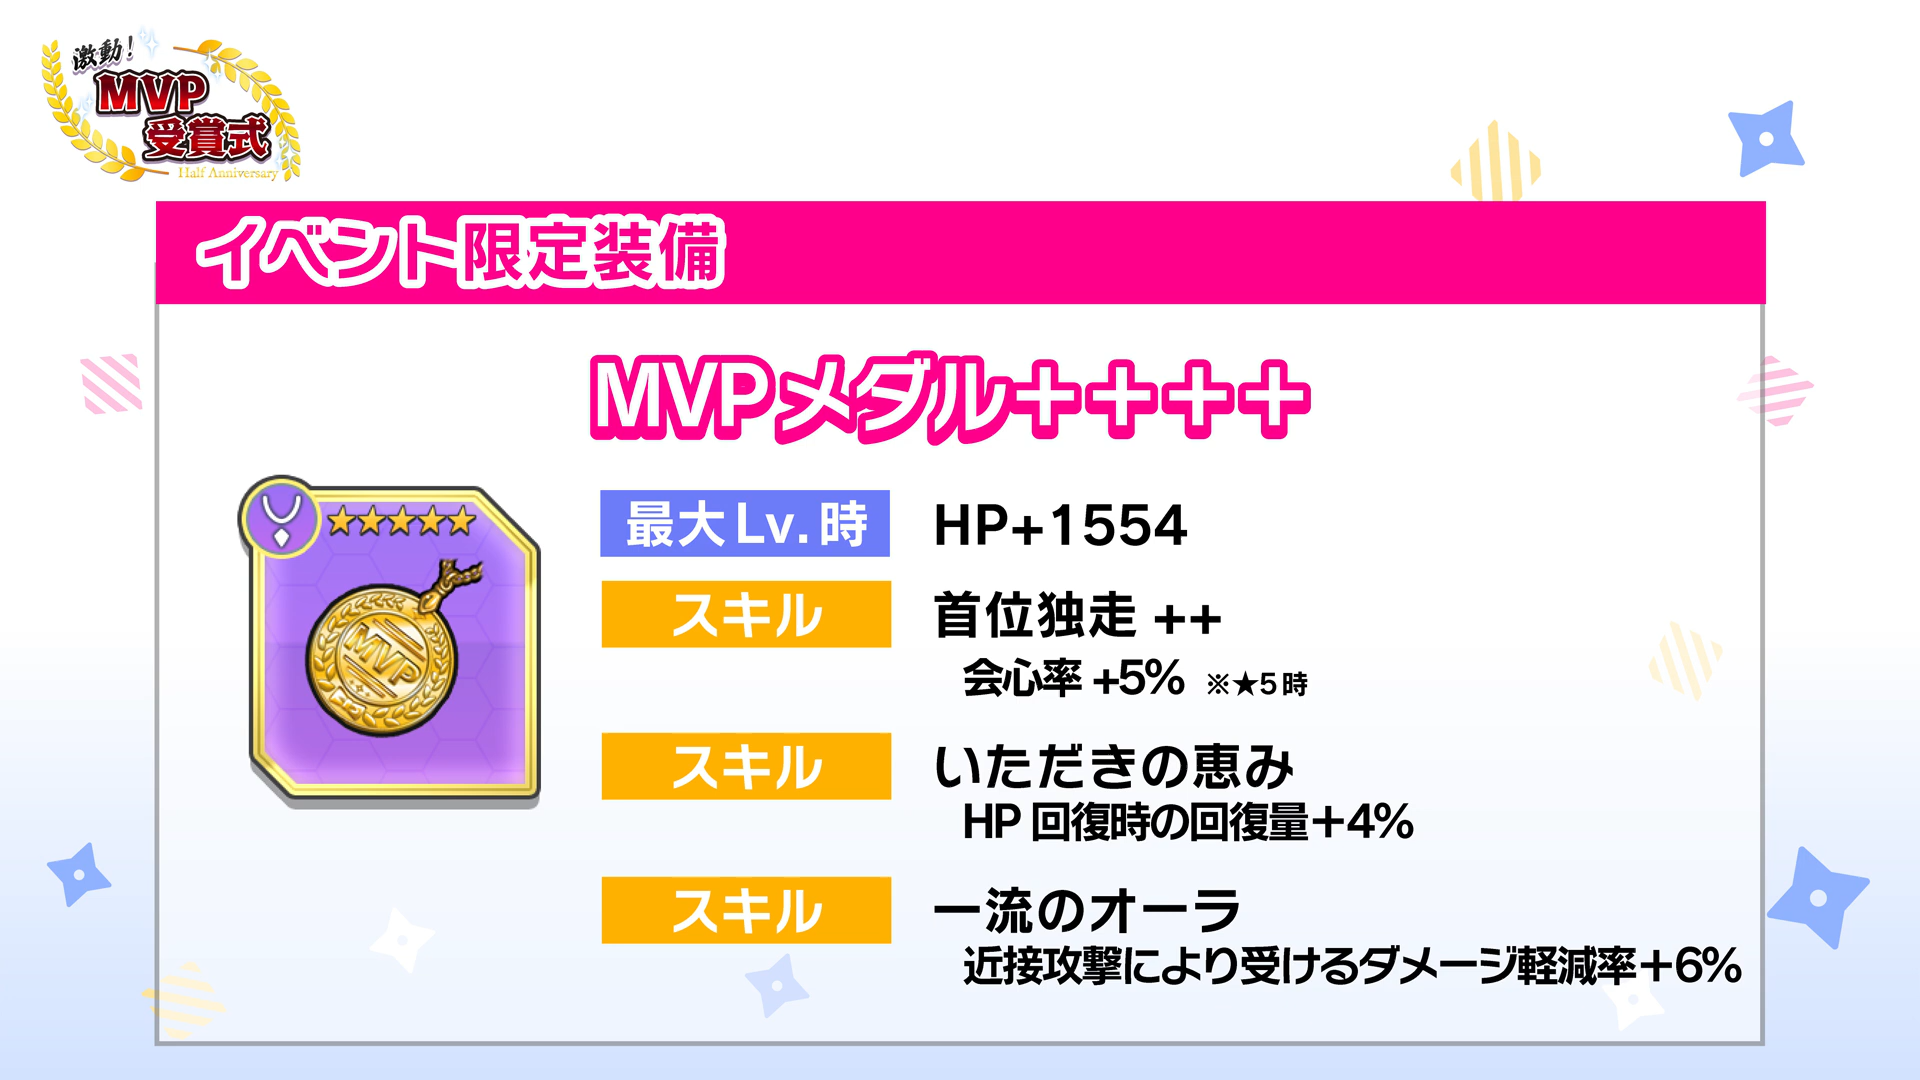 激動!
MVP
受賞式
Half Anniversary
イベント限定装備
MVPメダル++++
最大Lv.時 HP+1554
スキル 首位独走 ++
会心率 +5% ※★5時
MVP
スキル いただきの恵み
HP 回復時の回復量+4%
スキル 一流のオーラ
近接攻撃により受けるダメージ軽減率+6%